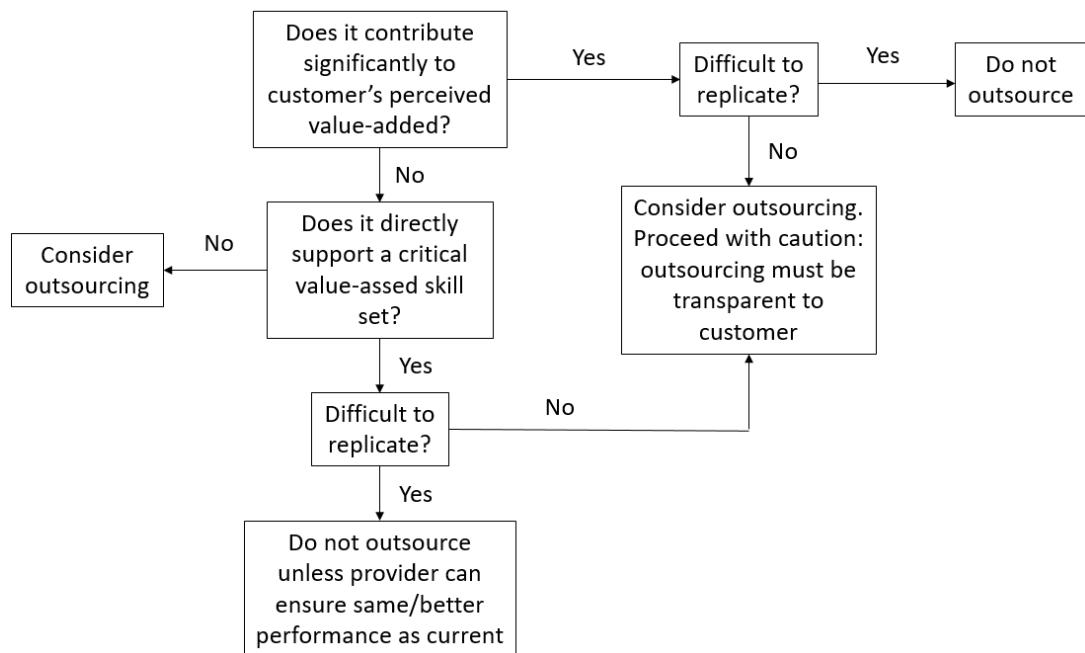 Does it contribute
significantly to
customer's perceived
value-added?
Yes
Difficult to
replicate?
Yes
Do not
outsource
No
No
Does it directly
support a critical
value-assed skill
set?
No
Consider
outsourcing
Consider outsourcing.
Proceed with caution:
outsourcing must be
transparent to
customer
Yes
Difficult to
replicate?
No
Yes
Do not outsource
unless provider can
ensure same/better
performance as current